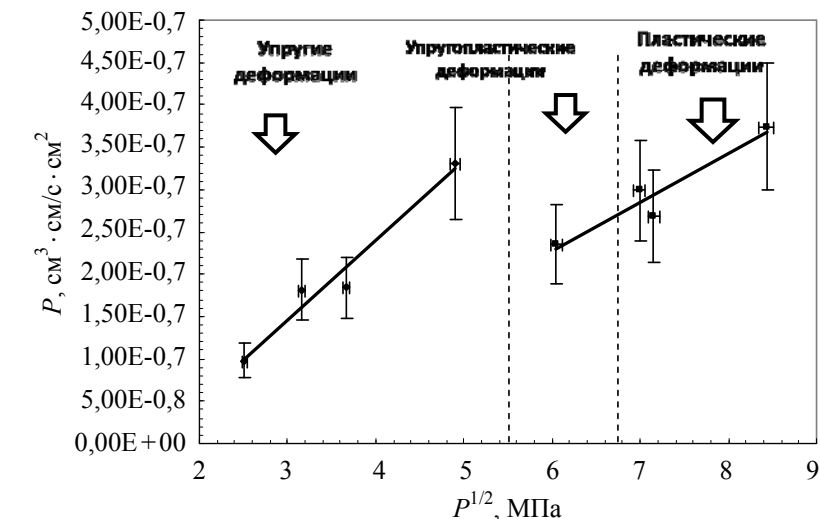 5,00E-0,7
4,50E-0,7
4,00E-0,7
3,50E-0,7
3,00E-0,7
2,50E-0,7
2,00E-0,7
1,50E-0,7
1,00E-0,7
5,00E-0,8
0,00E+00
P, см³ · см/с · см²
Упругие
деформации
Упругопластические
деформации
Пластические
деформации
2 3 4 5 6 7 8 9
P^1/2, МПа